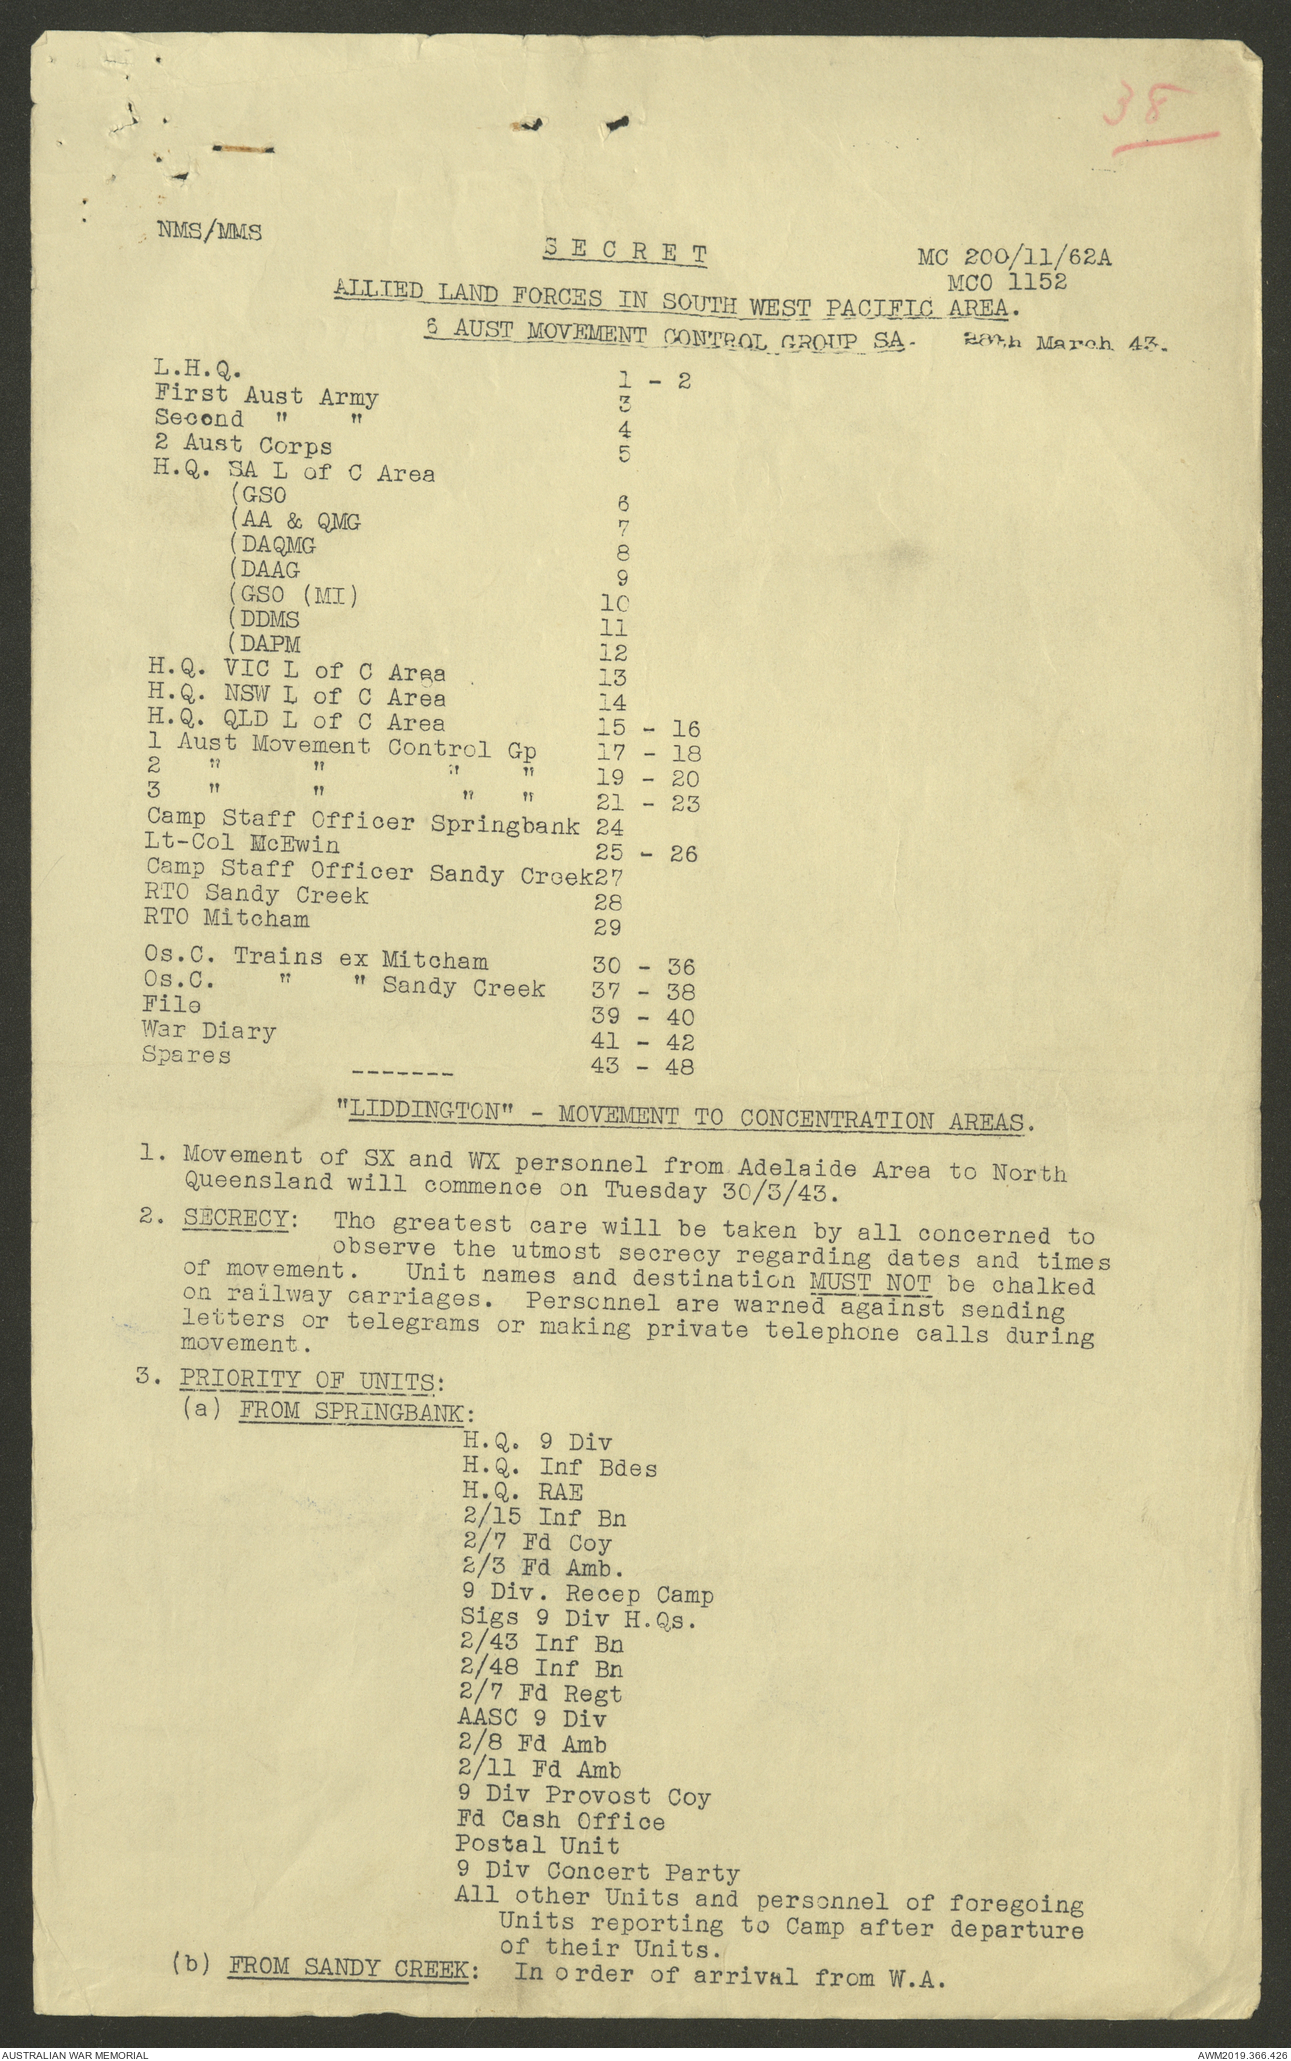 38
NMS/MMS
S E C R E T
MC 200/11/62A
MCO 1152
ALLIED LAND FORCES IN SOUTH WEST PACIFIC AREA.
6 AUST MOVEMENT CONTROL GROUP SA. 28th March 43.
L.H.Q. 1 - 2
First Aust Army 3
Second " " 4
2 Aust Corps 5
H.Q. SA L of C Area
(GSO 6
(AA & QMG 7
(DAQMG 8
(DAAG 9
(GSO (MI) 10
(DDMS 11
(DAPM 12
H.Q. VIC L of C Area 13
H.Q. NSW L of C Area 14
H.Q. QLD L of C Area 15 - 16
1 Aust Movement Control Gp 17 - 18
2 " " " " 19 - 20
3 " " " " 21 - 23
Camp Staff Officer Springbank 24
Lt-Col McEwin 25 - 26
Camp Staff Officer Sandy Creek27
RTO Sandy Creek 28
RTO Mitcham 29
Os.C. Trains ex Mitcham 30 - 36
Os.C. " " Sandy Creek 37 - 38
File 39 - 40
War Diary 41 - 42
Spares 43 - 48
-------
"LIDDINGTON" - MOVEMENT TO CONCENTRATION AREAS.
1. Movement of SX and WX personnel from Adelaide Area to North
Queensland will commence on Tuesday 30/3/43.
2. SECRECY: The greatest care will be taken by all concerned to
observe the utmost secrecy regarding dates and times
of movement. Unit names and destination MUST NOT be chalked
on railway carriages. Personnel are warned against sending
letters or telegrams or making private telephone calls during
movement.
3. PRIORITY OF UNITS:
(a) FROM SPRINGBANK:
H.Q. 9 Div
H.Q. Inf Bdes
H.Q. RAE
2/15 Inf Bn
2/7 Fd Coy
2/3 Fd Amb.
9 Div. Recep Camp
Sigs 9 Div H.Qs.
2/43 Inf Bn
2/48 Inf Bn
2/7 Fd Regt
AASC 9 Div
2/8 Fd Amb
2/11 Fd Amb
9 Div Provost Coy
Fd Cash Office
Postal Unit
9 Div Concert Party
All other Units and personnel of foregoing
Units reporting to Camp after departure
of their Units.
(b) FROM SANDY CREEK: In order of arrival from W.A.
AUSTRALIAN WAR MEMORIAL AWM2019.366.426